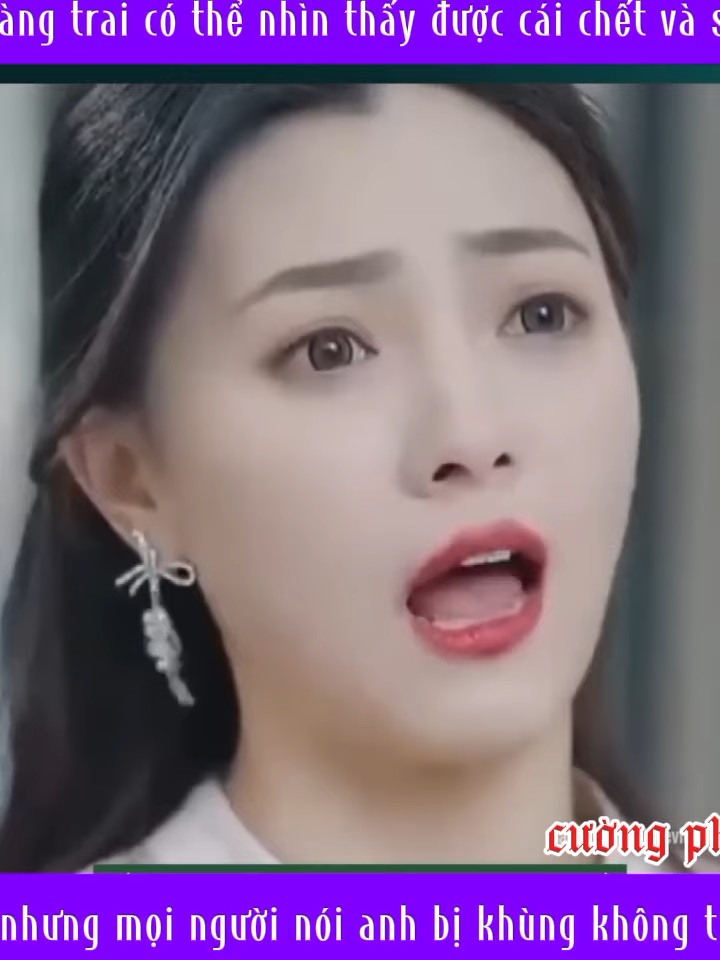 àng trai có thể nhìn thấy được cái chết và s
cường ph
nhưng mọi người nói anh bị khùng không t